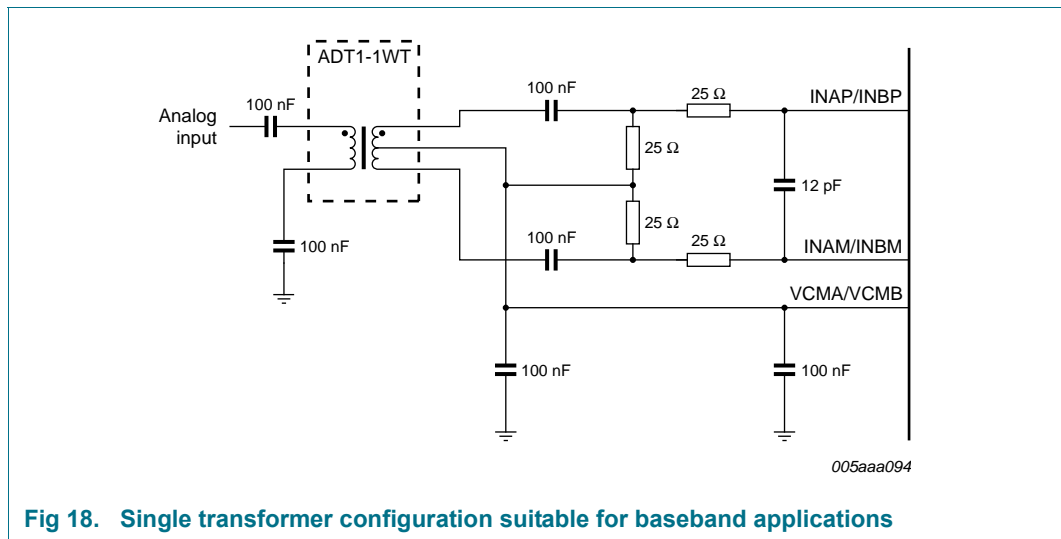 ADT1-1WT
100 nF
Analog
input
100 nF
100 nF
25 Ω
INAP/INBP
25 Ω
12 pF
25 Ω
100 nF
25 Ω
INAM/INBM
VCMA/VCMB
100 nF
100 nF
005aaa094
Fig 18. Single transformer configuration suitable for baseband applications